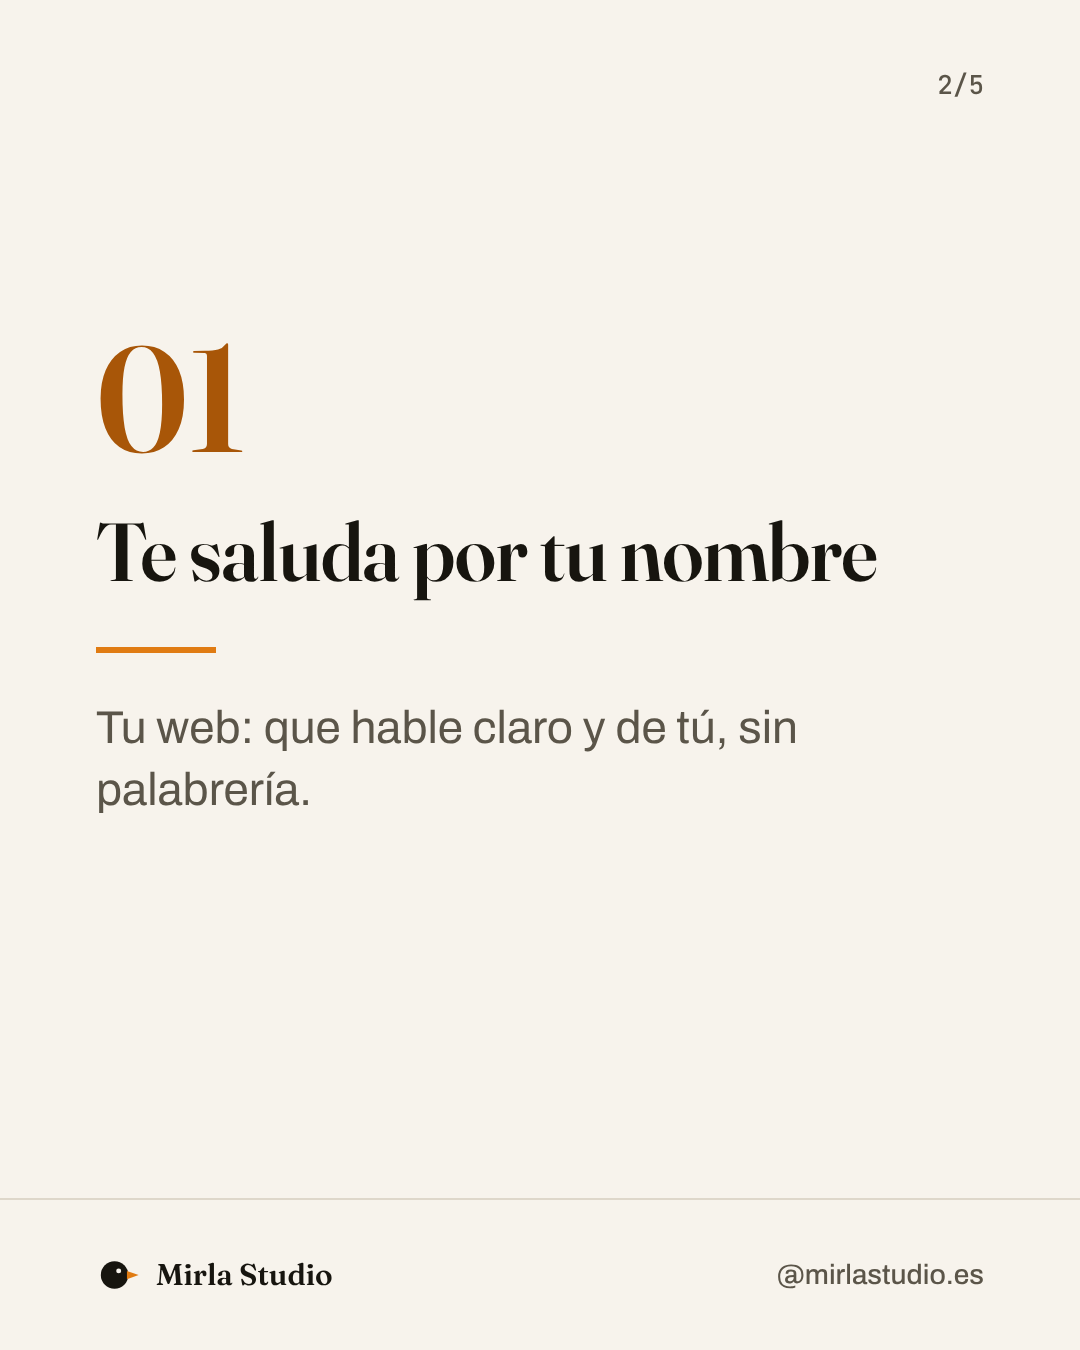 2/5
01
Te saluda por tu nombre
Tu web: que hable claro y de tú, sin
palabrería.
Mirla Studio
@mirlastudio.es